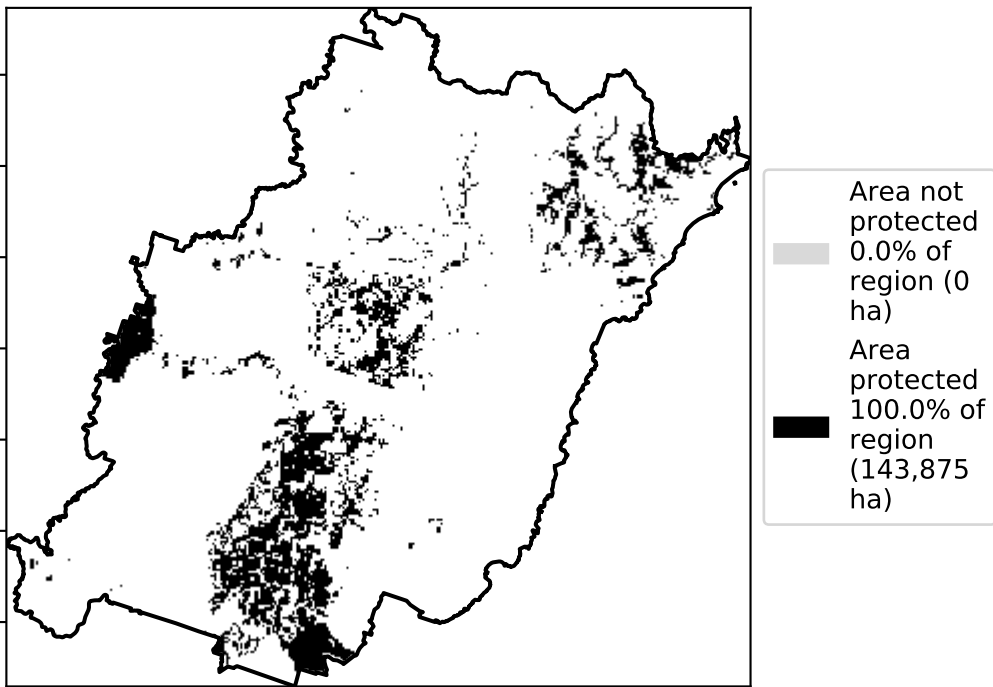 Area not
protected
0.0% of
region (0
ha)
Area
protected
100.0% of
region
(143,875
ha)